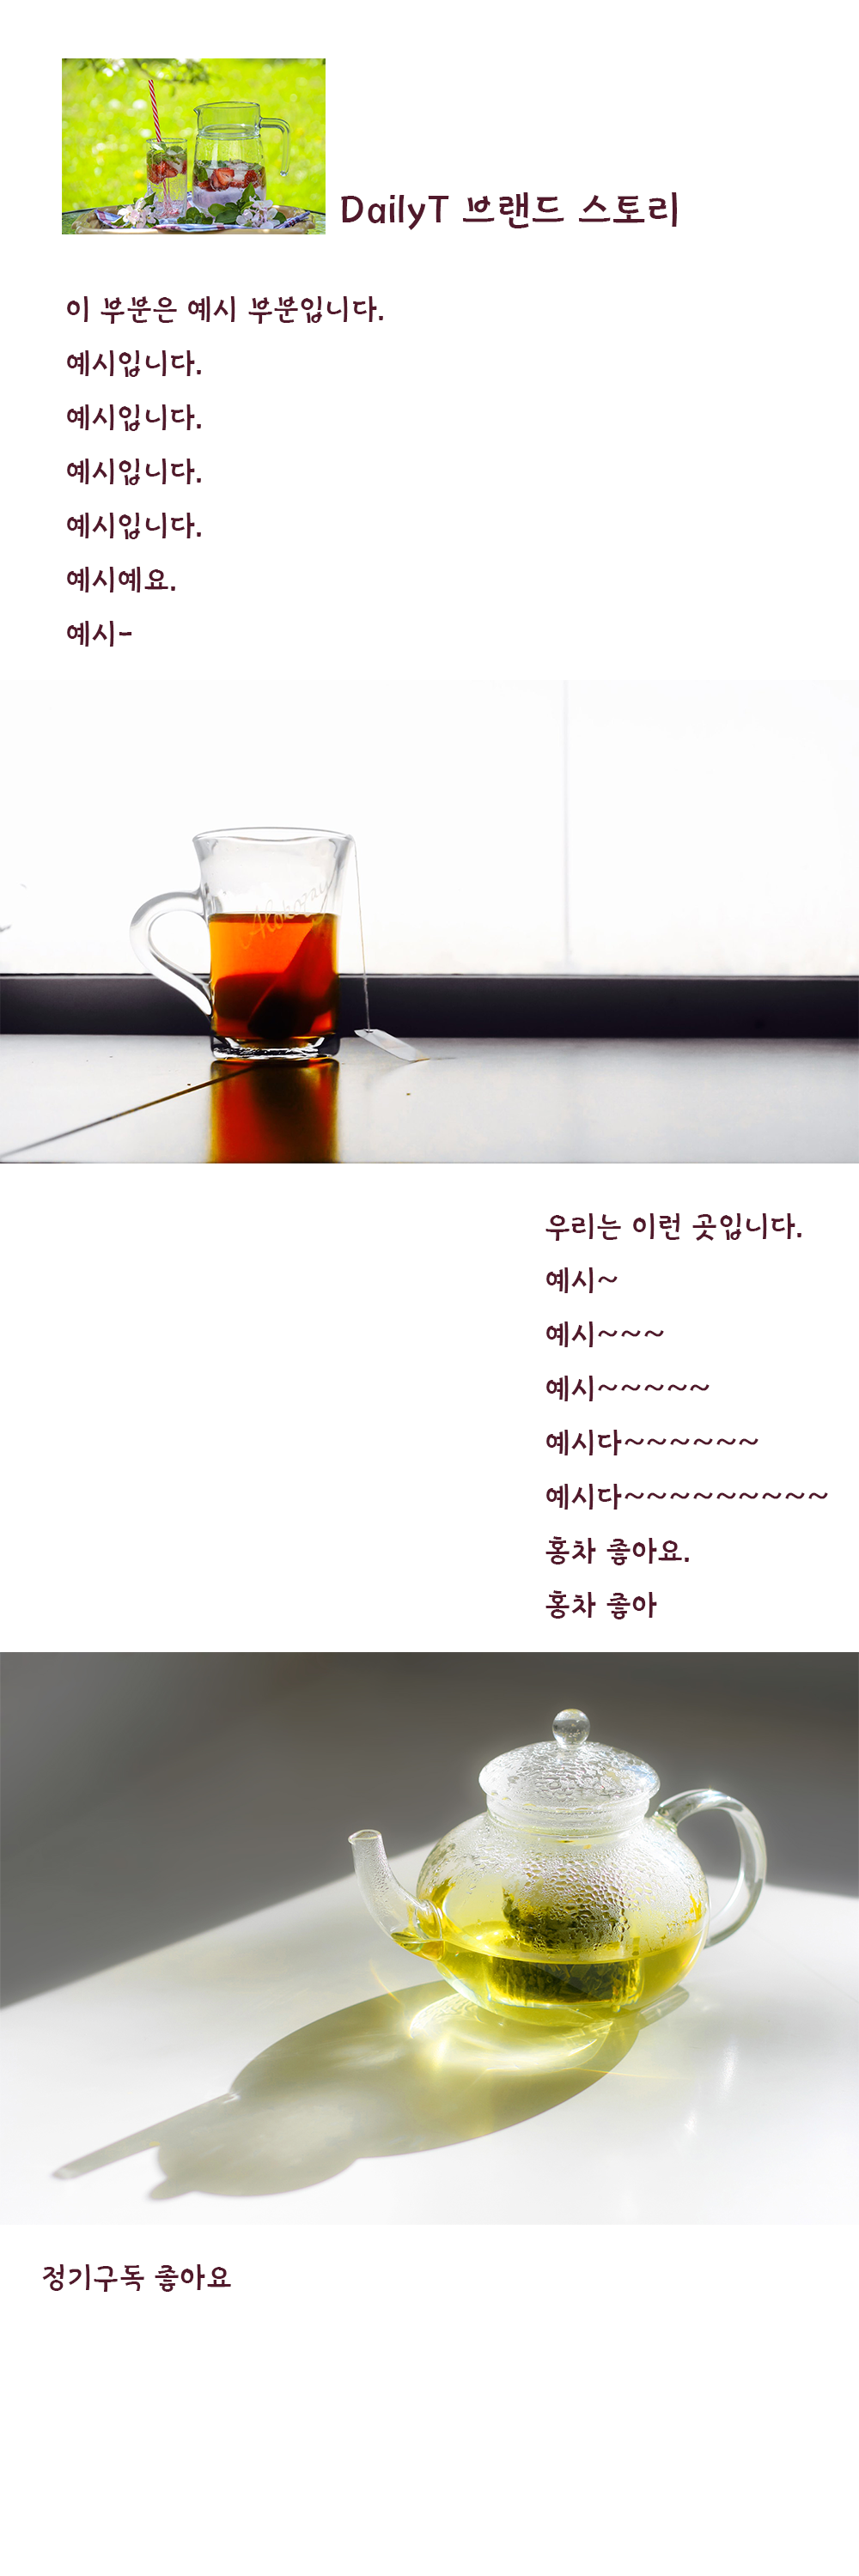 DailyT 브랜드 스토리
이 부분은 예시 부분입니다.
예시입니다.
예시입니다.
예시입니다.
예시입니다.
예시예요.
예시-
Alokozay
우리는 이런 곳입니다.
예시~
예시~~~
예시~~~~~
예시다~~~~~~
예시다~~~~~~~~~
홍차 좋아요.
홍차 좋아
정기구독 좋아요